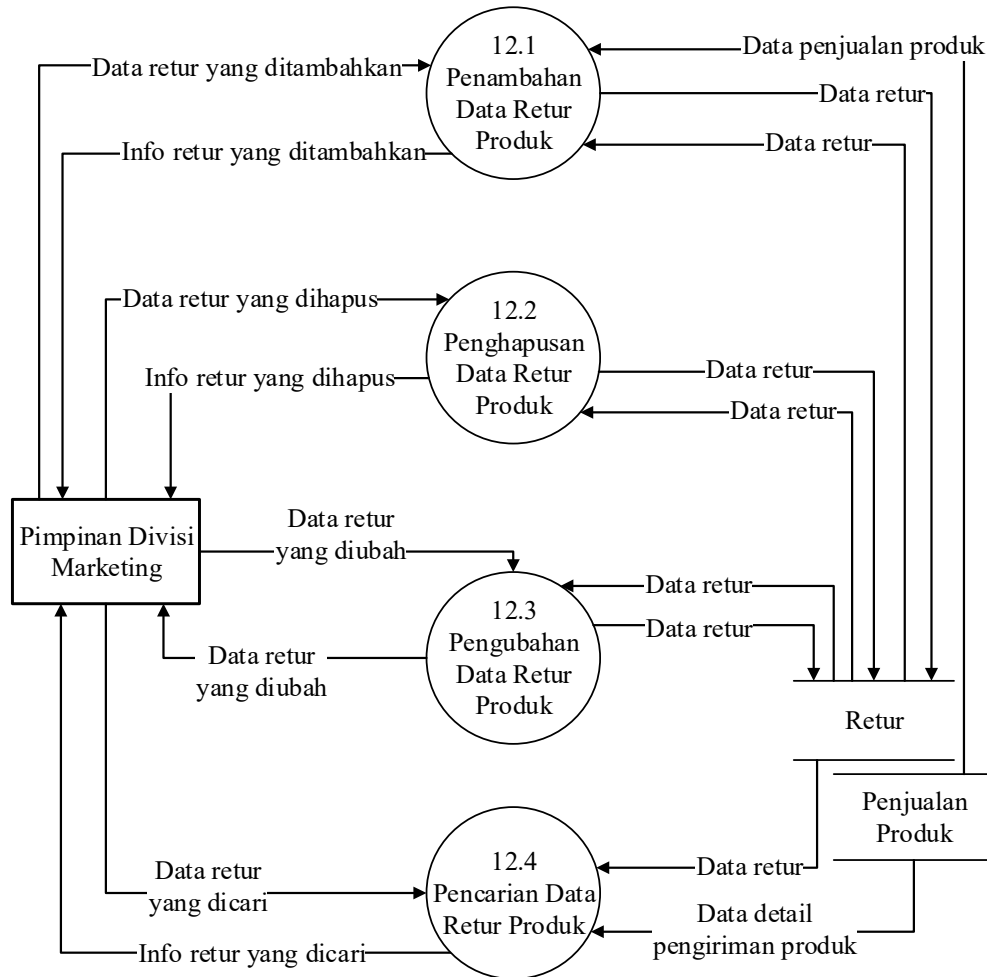 12.1
Penambahan
Data Retur
Produk
Data penjualan produk
Data retur yang ditambahkan
Data retur
Info retur yang ditambahkan
Data retur
12.2
Penghapusan
Data Retur
Produk
Data retur yang dihapus
Info retur yang dihapus
Data retur
Data retur
Pimpinan Divisi
Marketing
Data retur
yang diubah
12.3
Pengubahan
Data Retur
Produk
Data retur
Data retur
Data retur
yang diubah
Retur
Penjualan
Produk
12.4
Pencarian Data
Retur Produk
Data retur
yang dicari
Data retur
Info retur yang dicari
Data detail
pengiriman produk